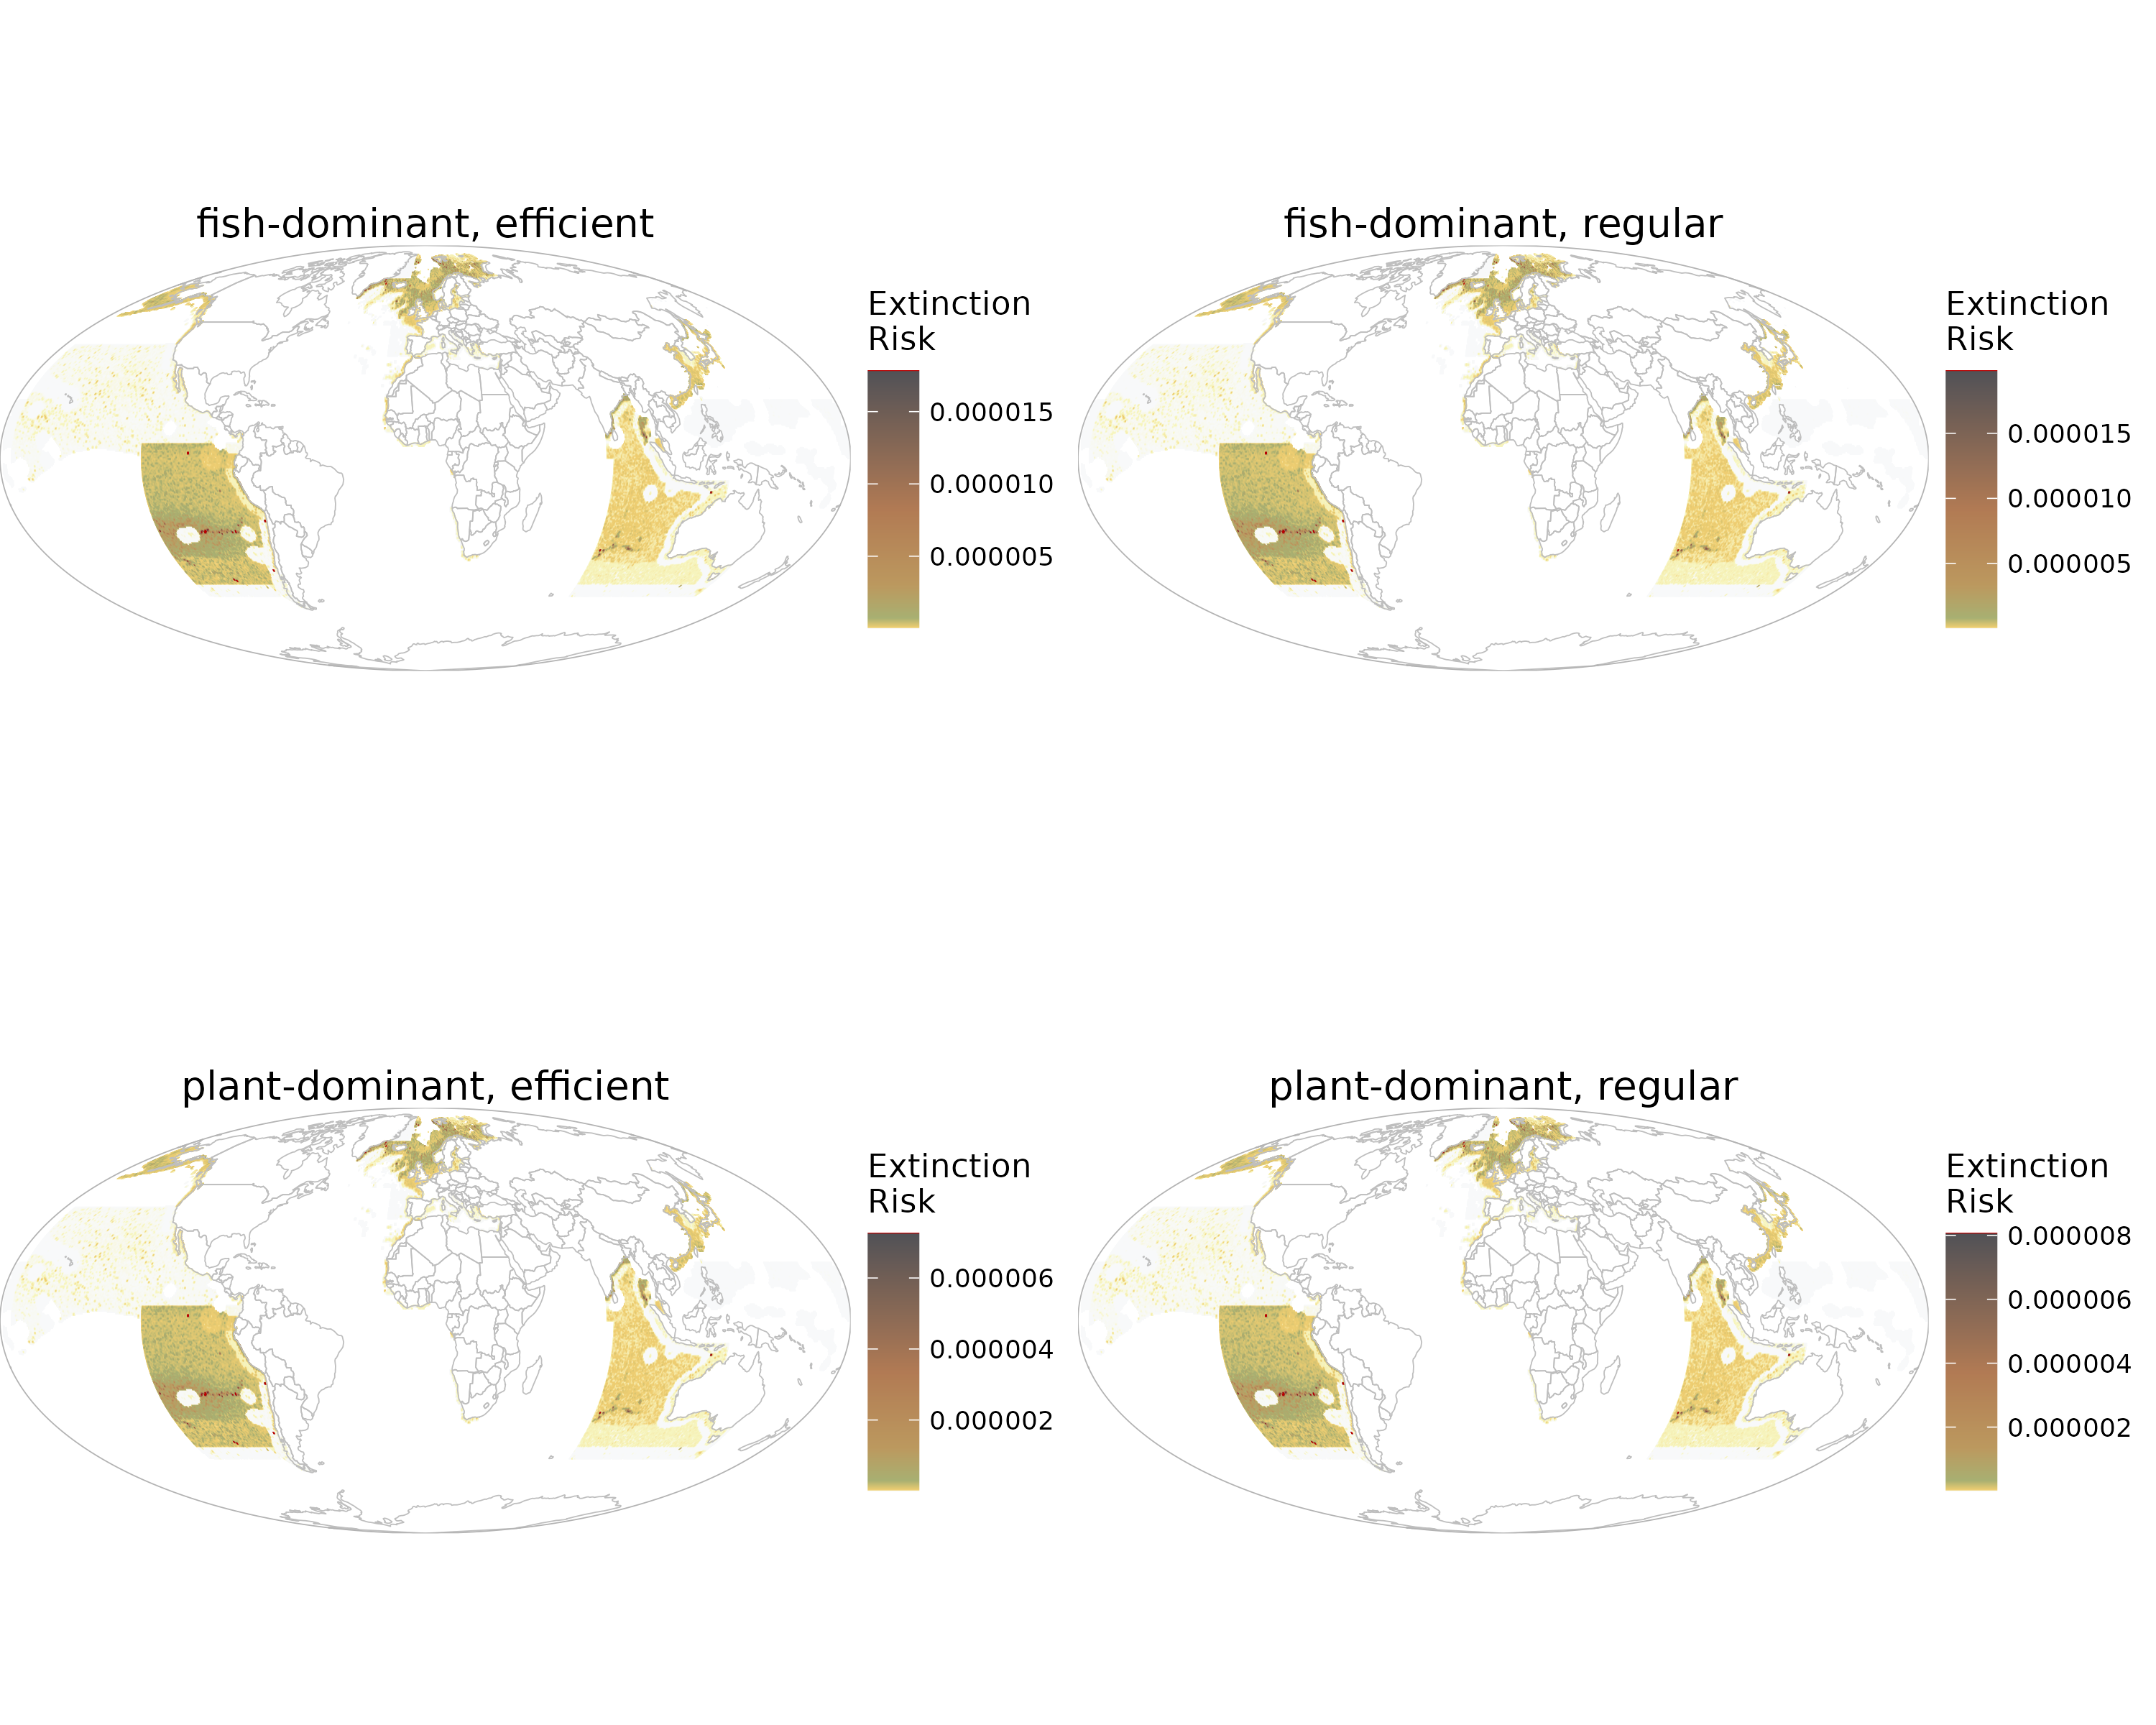 fish-dominant, efficient
Extinction
Risk
0.000015
0.000010
0.000005
fish-dominant, regular
Extinction
Risk
0.000015
0.000010
0.000005
plant-dominant, efficient
Extinction
Risk
0.000006
0.000004
0.000002
plant-dominant, regular
Extinction
Risk
0.000008
0.000006
0.000004
0.000002